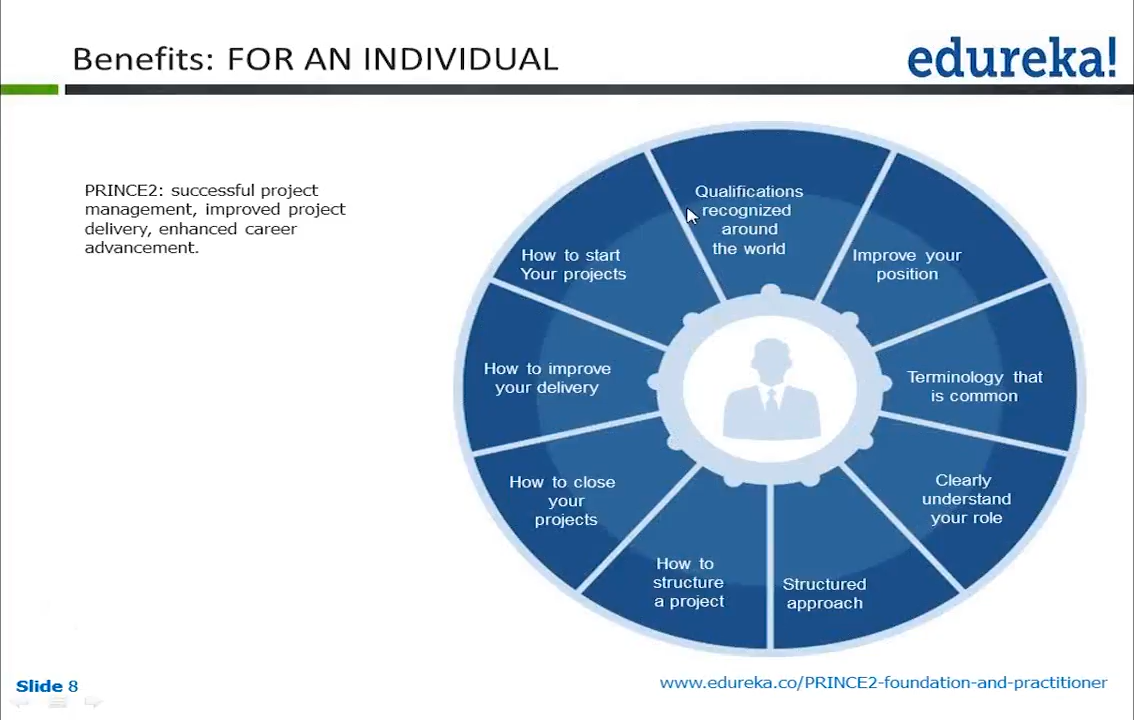 Benefits: FOR AN INDIVIDUAL
edureka!
PRINCE2: successful project
management, improved project
delivery, enhanced career
advancement.
Qualifications
recognized
around
the world
Improve your
position
Terminology that
is common
Clearly
understand
your role
Structured
approach
How to
structure
a project
How to close
your
projects
How to improve
your delivery
How to start
Your projects
Slide 8
www.edureka.co/PRINCE2-foundation-and-practitioner